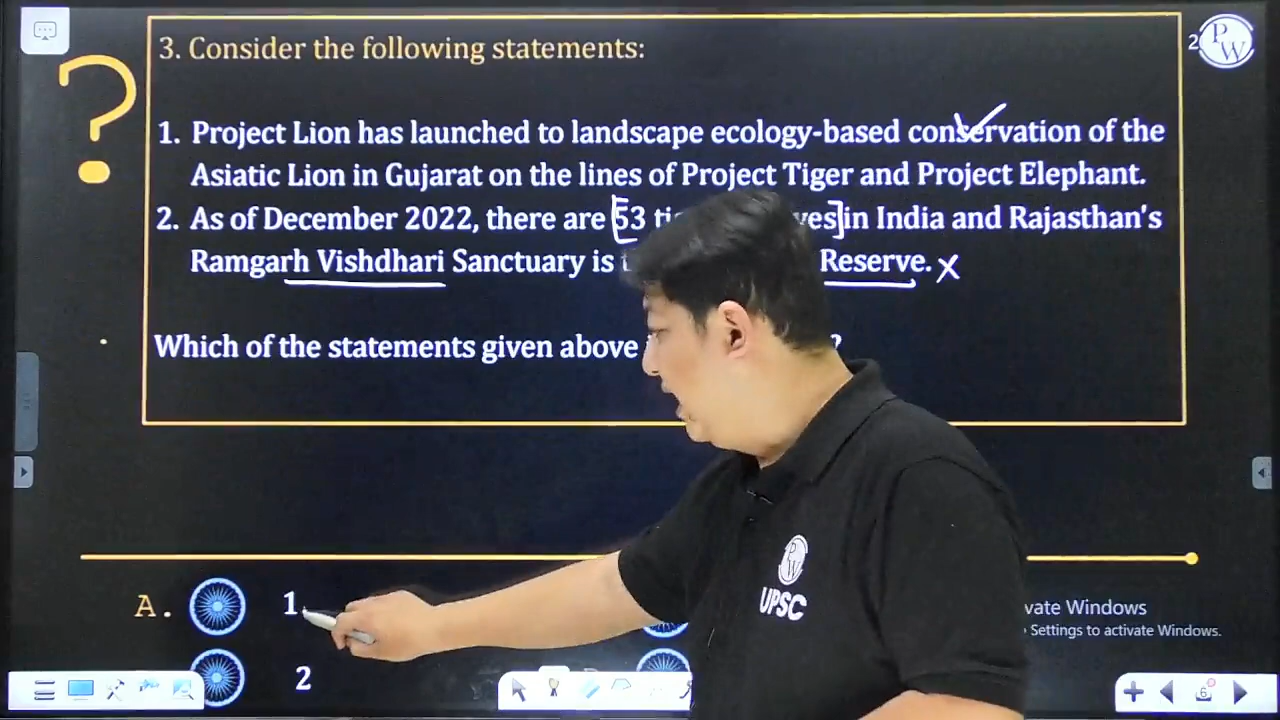 3. Consider the following statements:
2
PW
1. Project Lion has launched to landscape ecology-based conservation of the
Asiatic Lion in Gujarat on the lines of Project Tiger and Project Elephant.
2. As of December 2022, there are [53 ]in India and Rajasthan's
Ramgarh Vishdhari Sanctuary is Reserve. x
Which of the statements given above ?
A. 1
2
PW
UPSC
Windows
Settings to activate Windows.
6